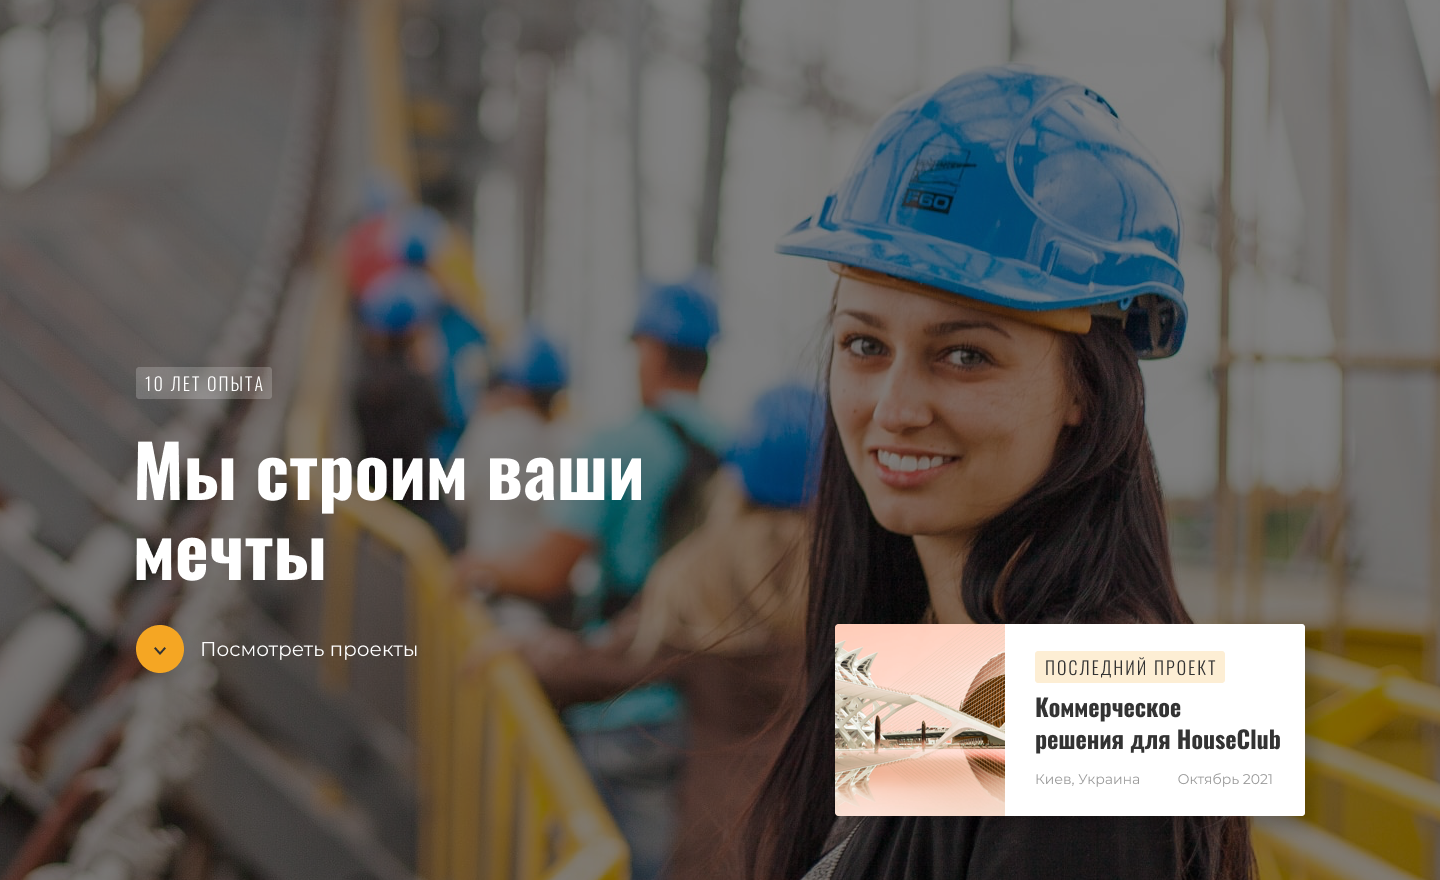 10 ЛЕТ ОПЫТА
Мы строим ваши
мечты
Посмотреть проекты
ПОСЛЕДНИЙ ПРОЕКТ
Коммерческое
решения для HouseClub
Киев, Украина
Октябрь 2021